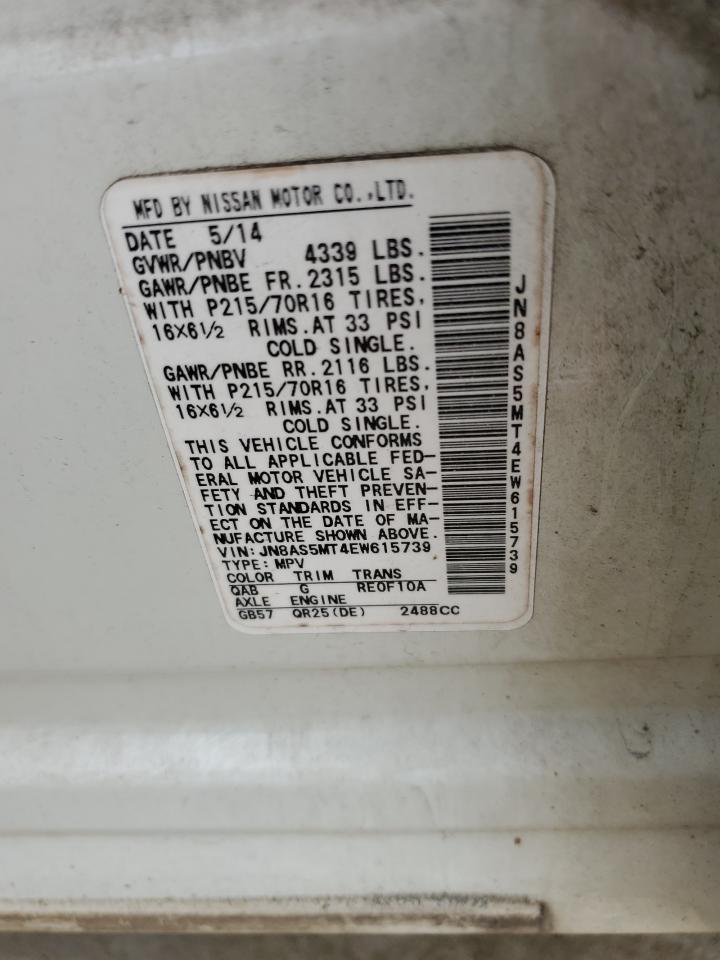 MFD BY NISSAN MOTOR CO.,LTD.
DATE 5/14
GVWR/PNBV 4339 LBS.
GAWR/PNBE FR.2315 LBS.
WITH P215/70R16 TIRES,
16X6½ RIMS.AT 33 PSI
COLD SINGLE.
GAWR/PNBE RR.2116 LBS.
WITH P215/70R16 TIRES,
16X6½ RIMS.AT 33 PSI
COLD SINGLE.
THIS VEHICLE CONFORMS
TO ALL APPLICABLE FED-
ERAL MOTOR VEHICLE SA-
FETY AND THEFT PREVEN-
TION STANDARDS IN EFF-
ECT ON THE DATE OF MA-
NUFACTURE SHOWN ABOVE.
VIN:JN8AS5MT4EW615739
TYPE:MPV
COLOR TRIM TRANS
QAB G RE0F10A
AXLE ENGINE
GB57 QR25(DE) 2488CC
JN8AS5MT4EW615739